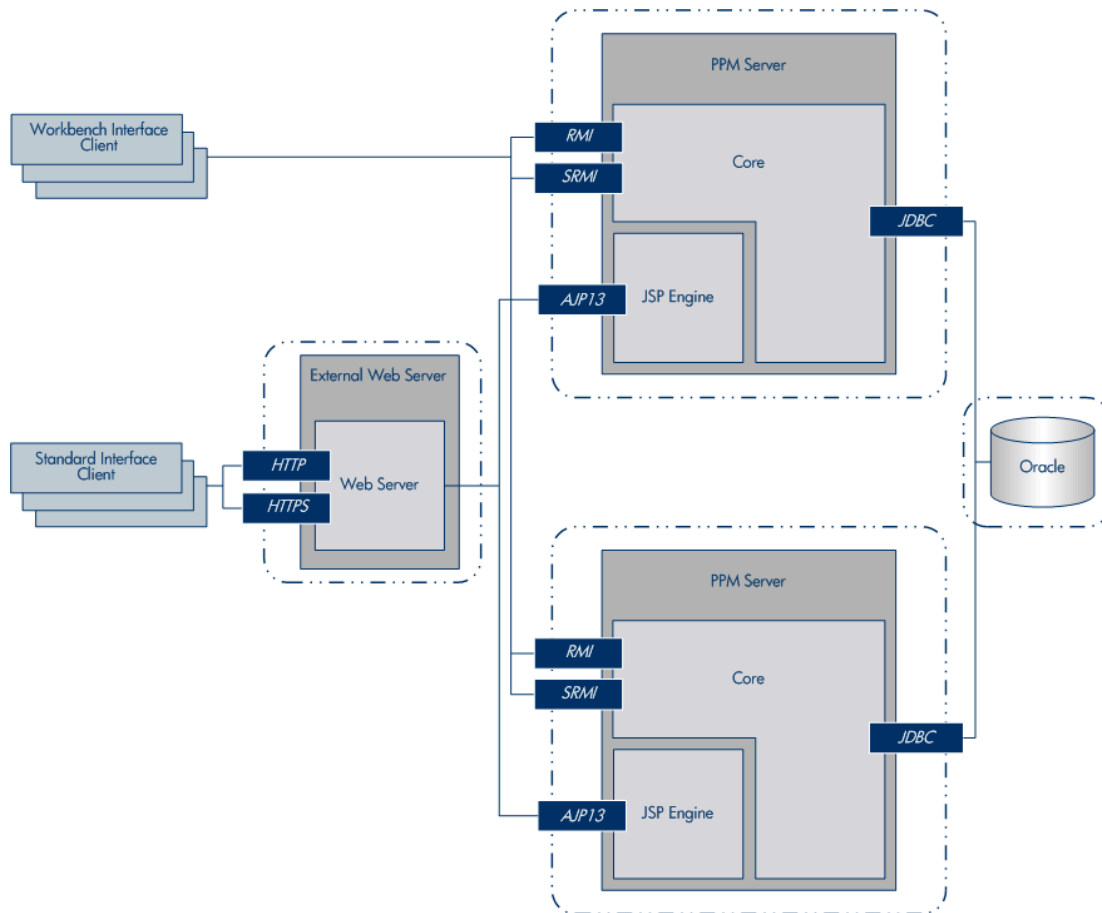 PPM Server
Workbench Interface
Client
RMI
Core
SRMI
JDBC
AJP13
JSP Engine
External Web Server
Standard Interface
Client
HTTP
Web Server
HTTPS
Oracle
PPM Server
RMI
Core
SRMI
JDBC
AJP13
JSP Engine